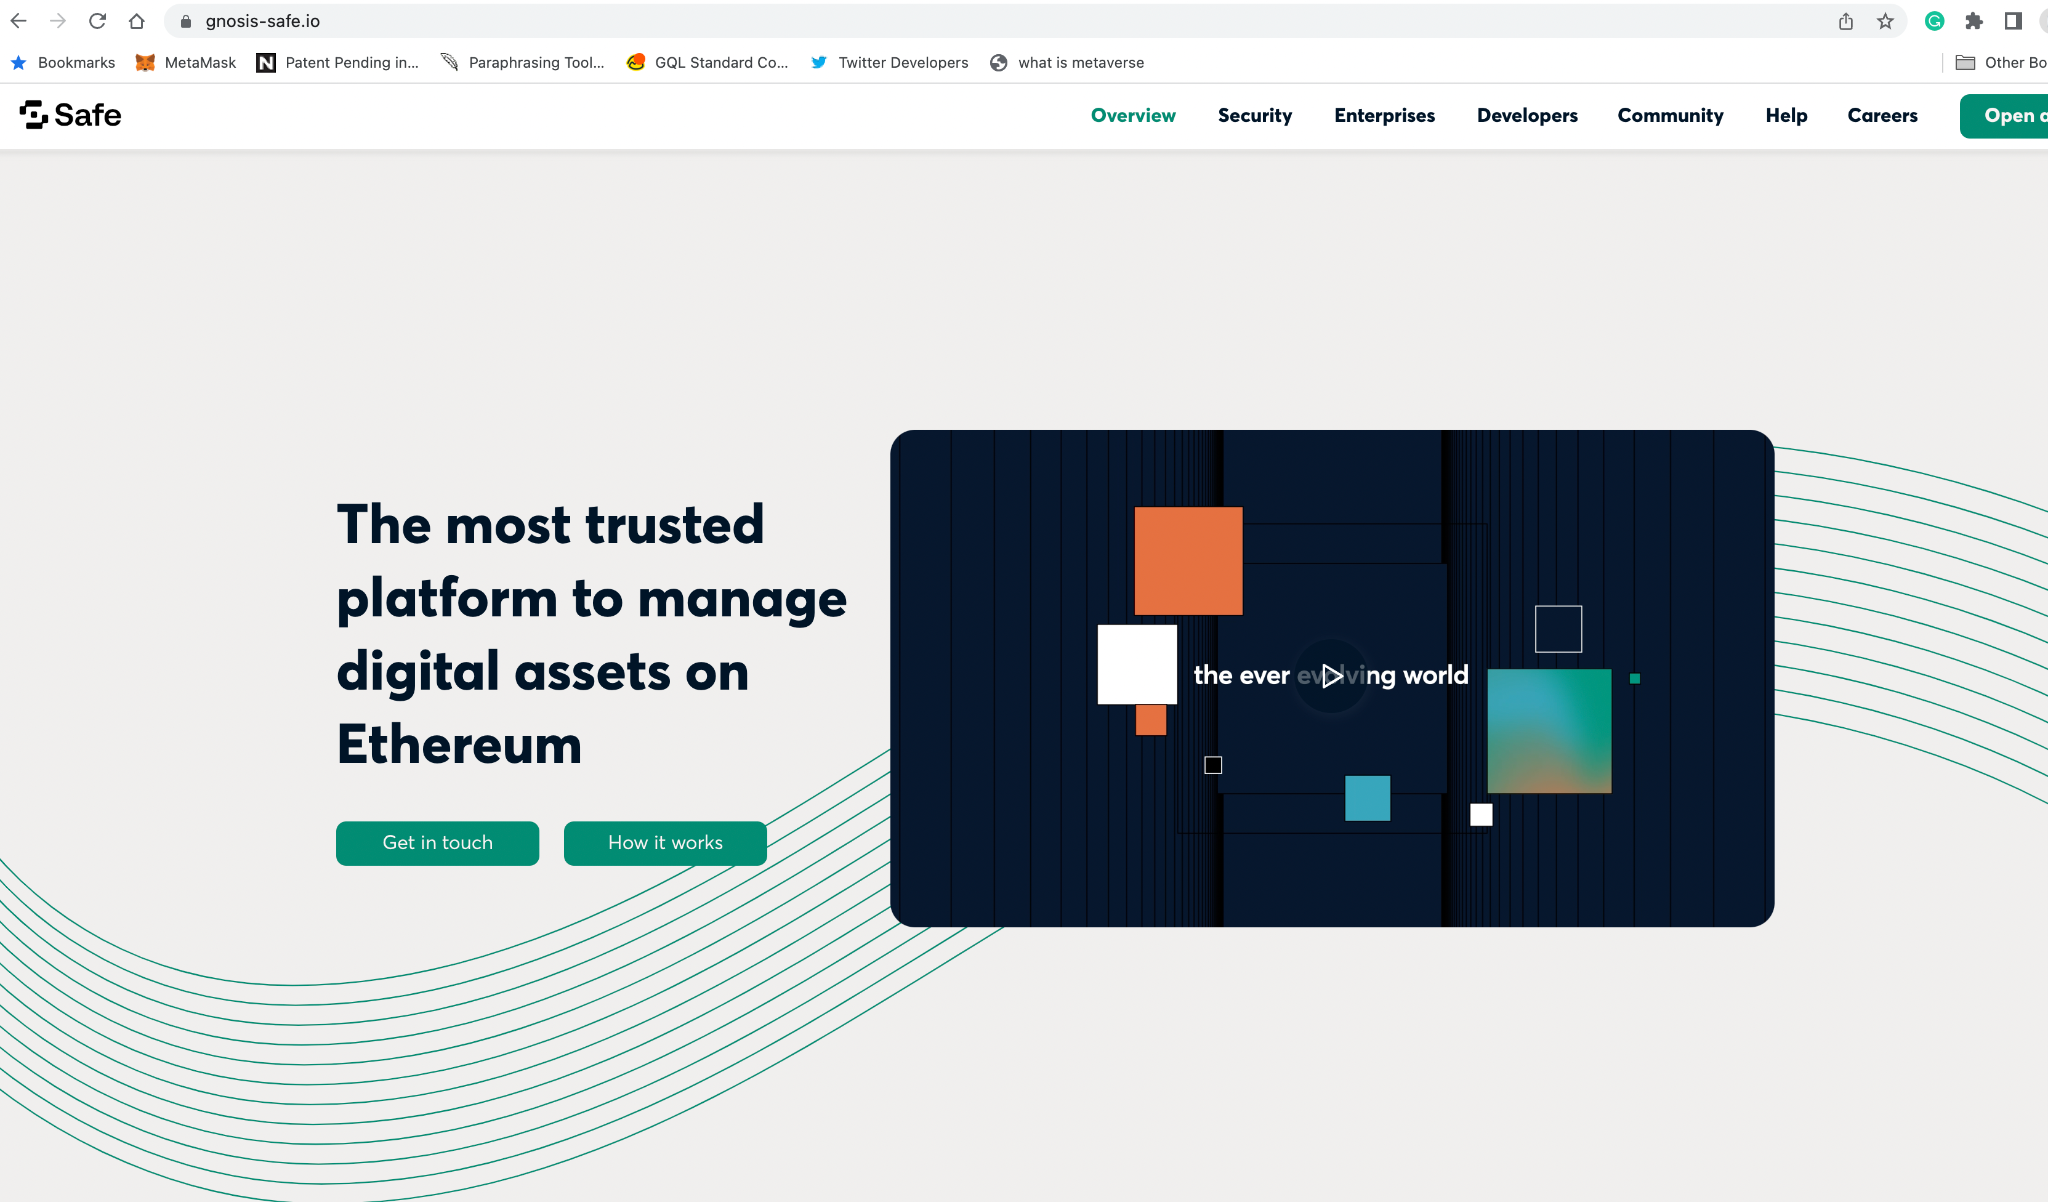 gnosis-safe.io
Bookmarks MetaMask Patent Pending in... Paraphrasing Tool... GQL Standard Co... Twitter Developers what is metaverse Other Bo
Safe Overview Security Enterprises Developers Community Help Careers Open a
The most trusted
platform to manage
digital assets on
Ethereum
Get in touch How it works
the ever evolving world